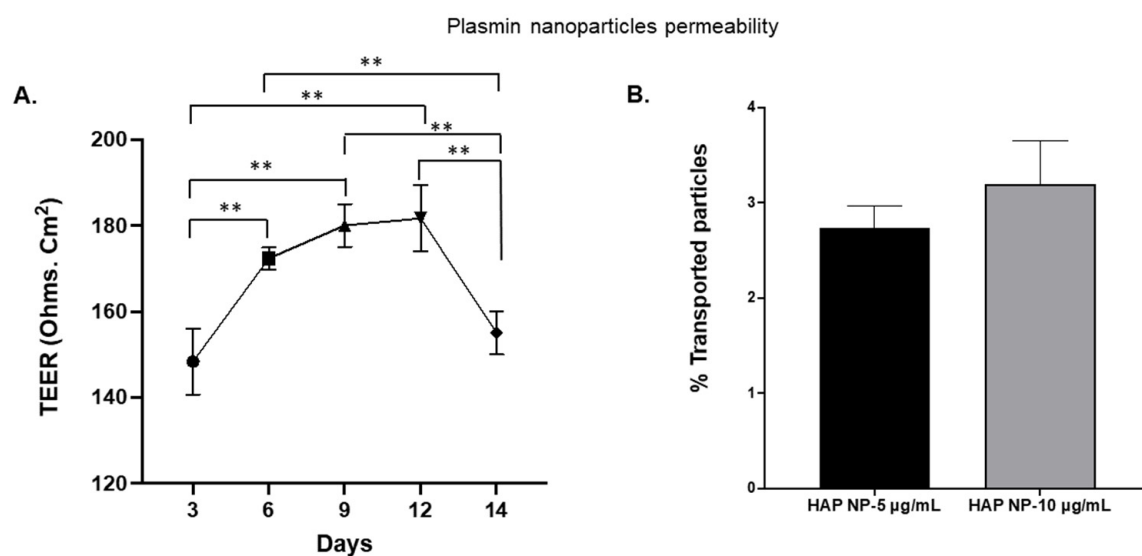 Plasmin nanoparticles permeability
A.
**
**
**
**
**
**
200
180
160
140
120
TEER (Ohms. Cm²)
3 6 9 12 14
Days
B.
4
3
2
1
0
% Transported particles
HAP NP-5 µg/mL HAP NP-10 µg/mL